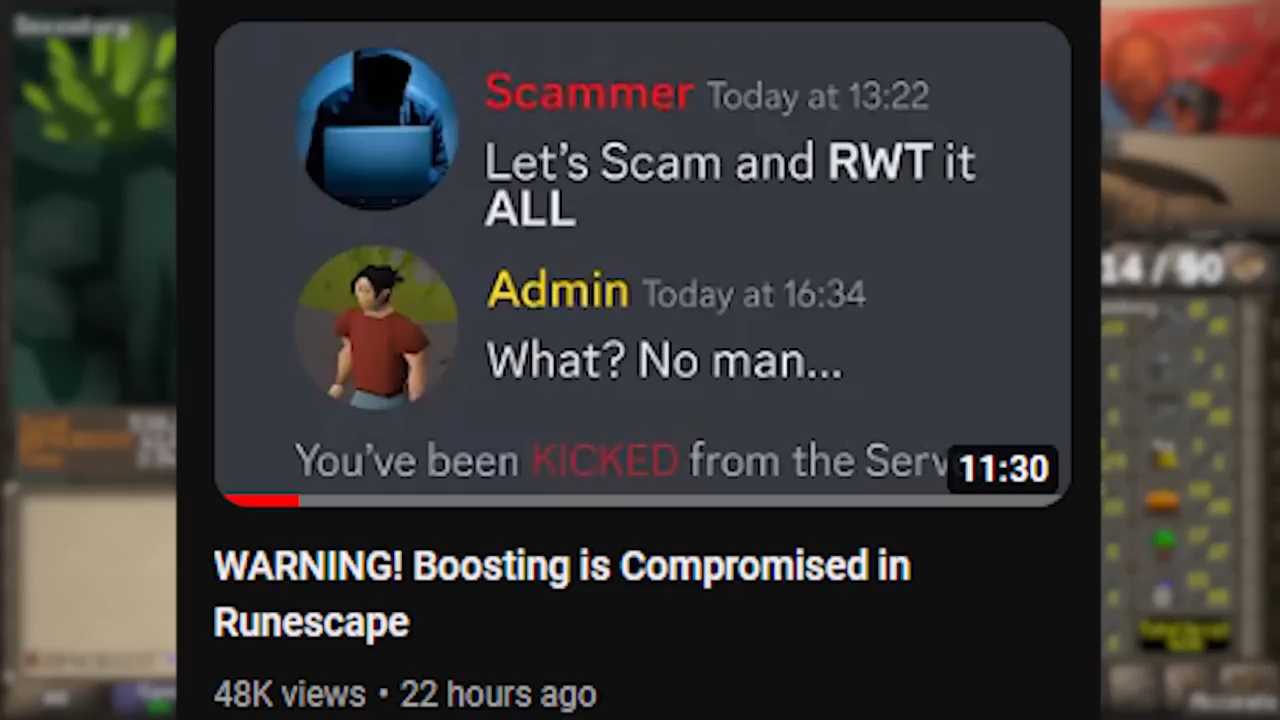 Scammer Today at 13:22
Let's Scam and RWT it
ALL
Admin Today at 16:34
What? No man...
You've been KICKED from the Serv
11:30
WARNING! Boosting is Compromised in
Runescape
48K views • 22 hours ago
14 / 90